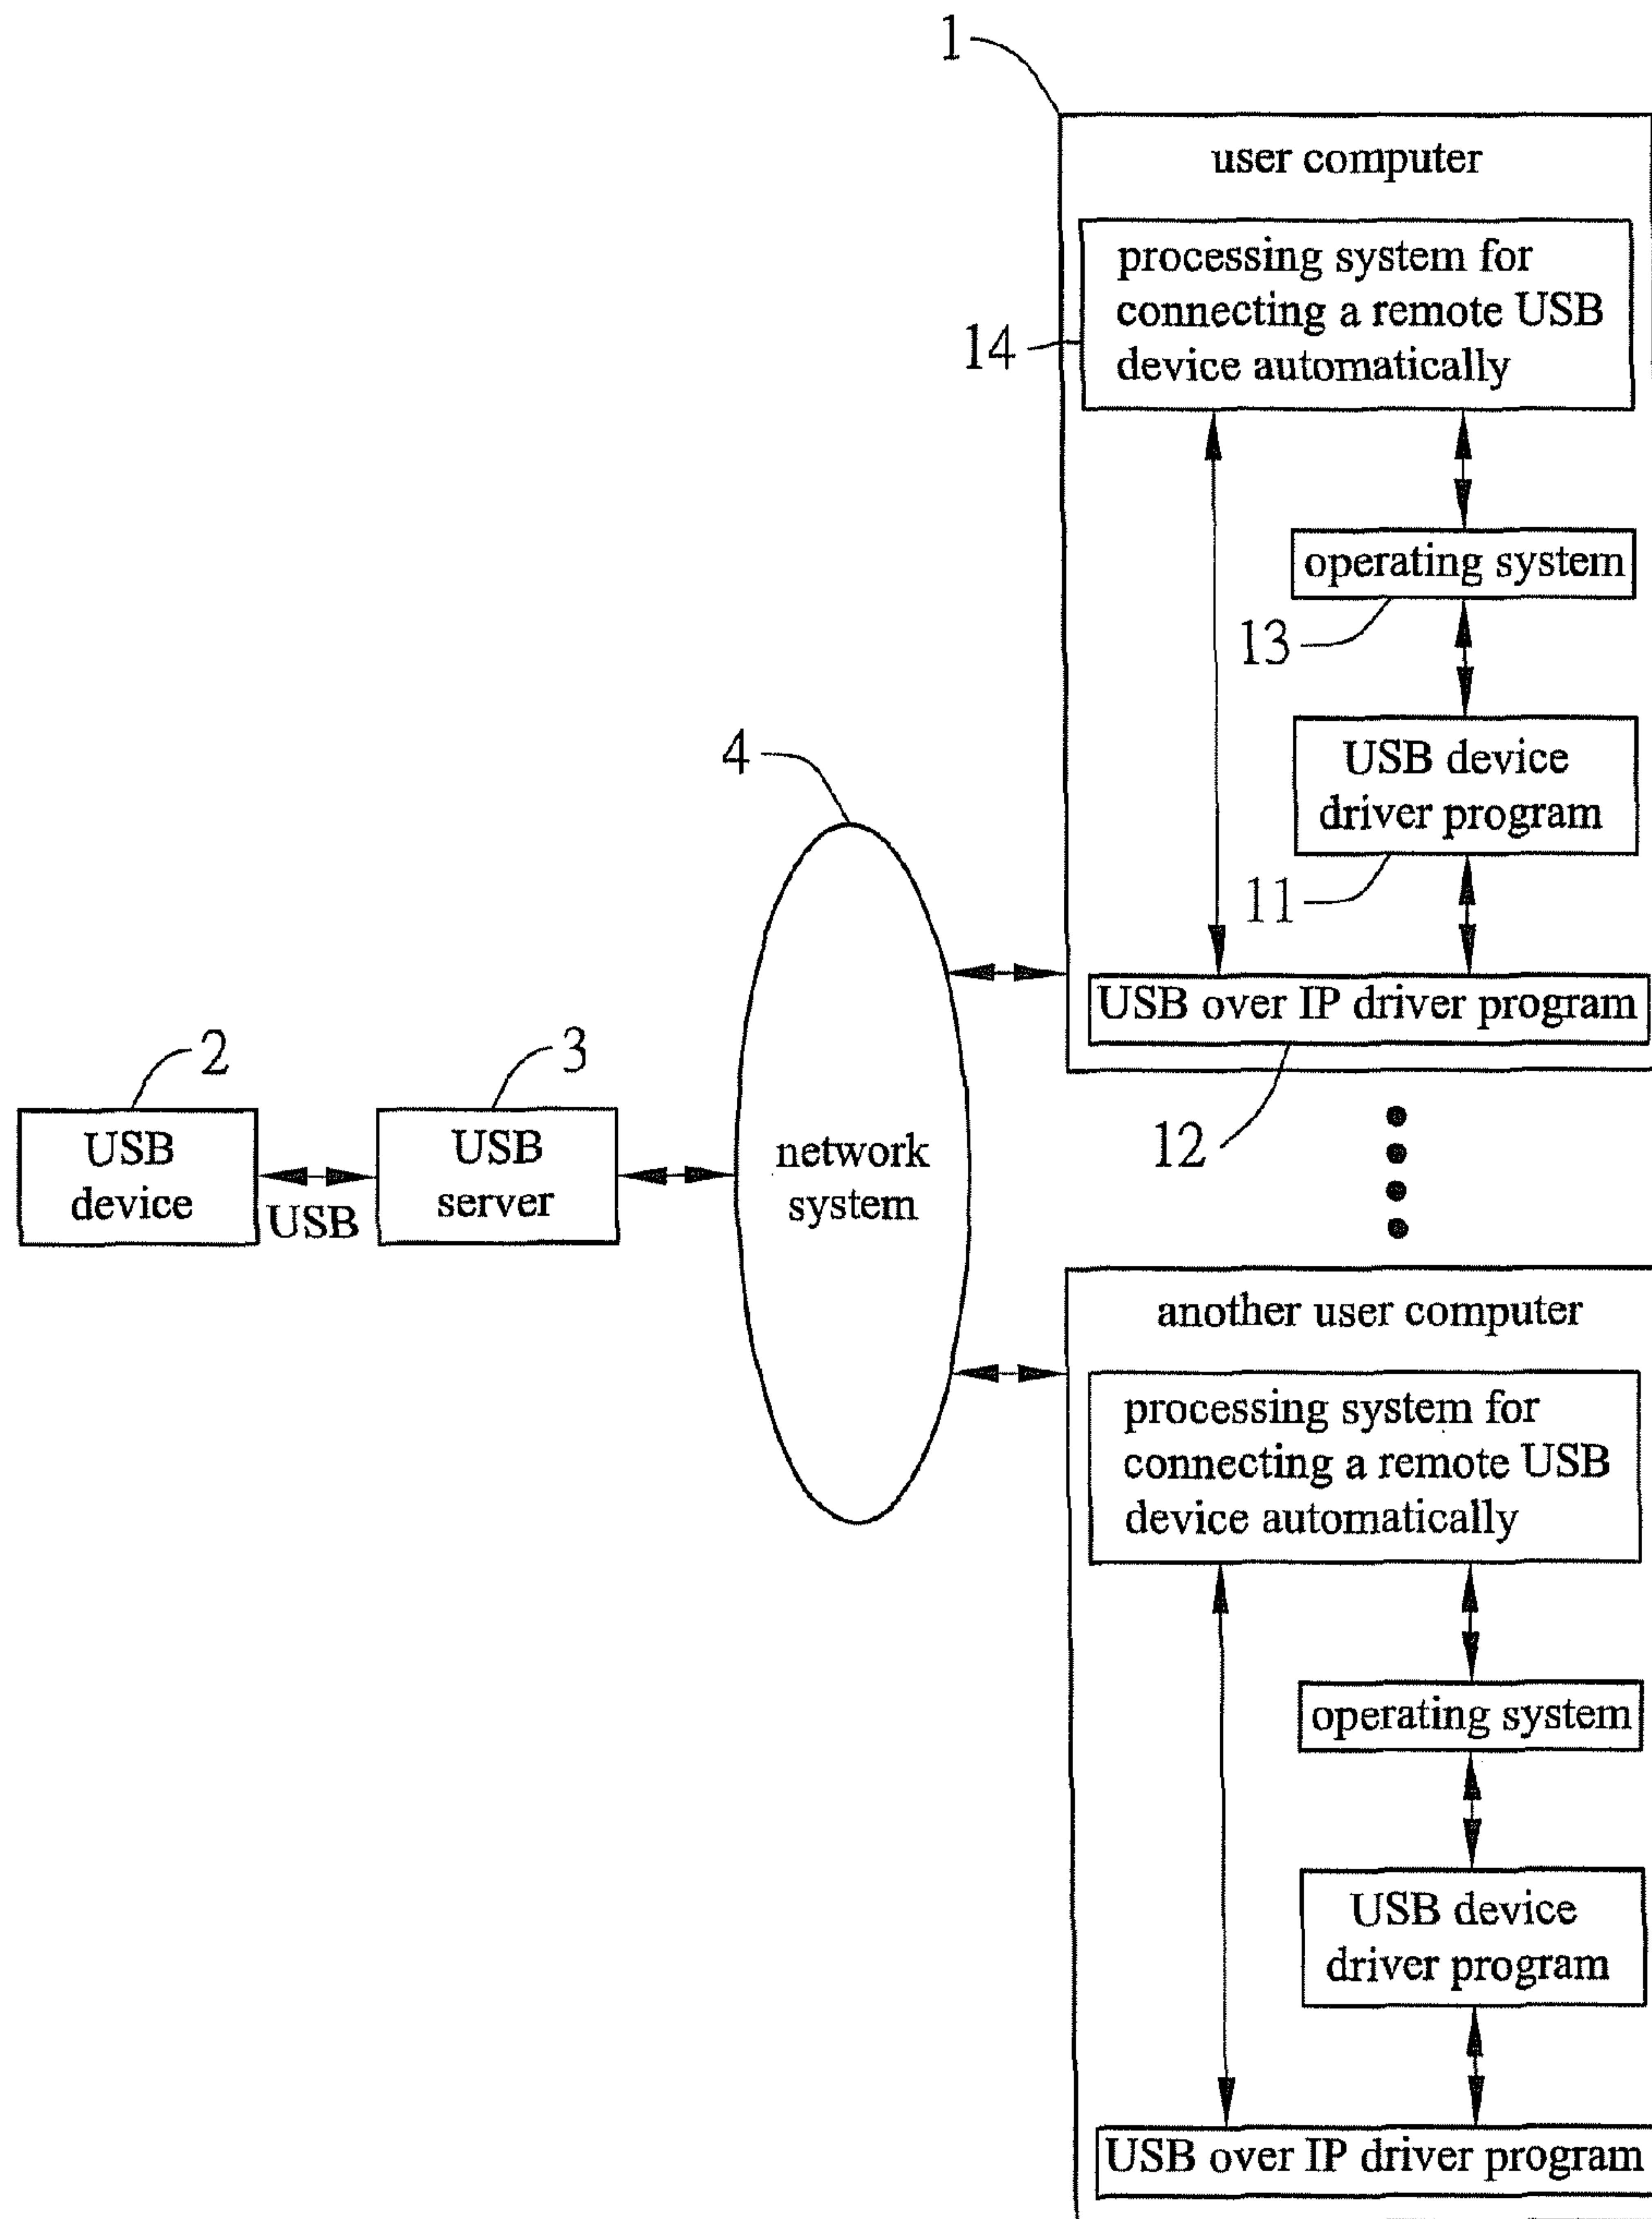 1
user computer
processing system for
connecting a remote USB
device automatically
14
operating system
13
USB device
driver program
11
USB over IP driver program
12
4
network
system
2
USB
device
USB
3
USB
server
another user computer
processing system for
connecting a remote USB
device automatically
operating system
USB device
driver program
USB over IP driver program